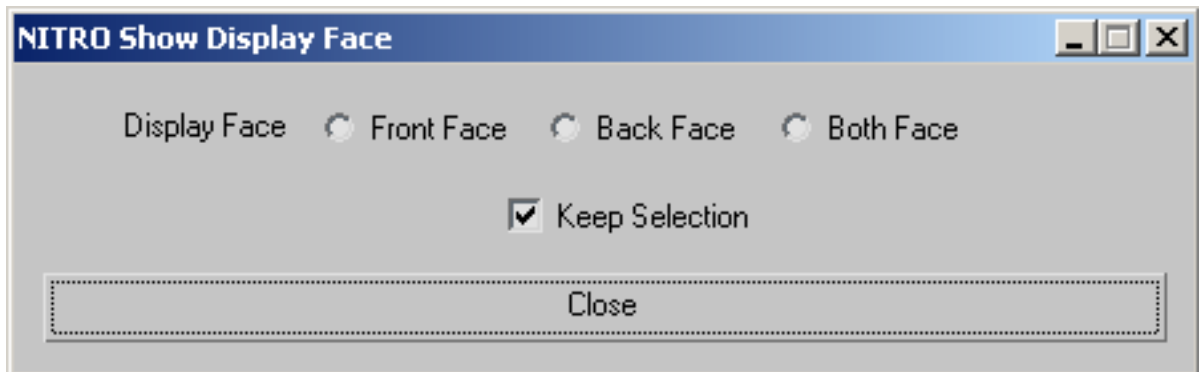 NITRO Show Display Face
Display Face Front Face Back Face Both Face
Keep Selection
Close